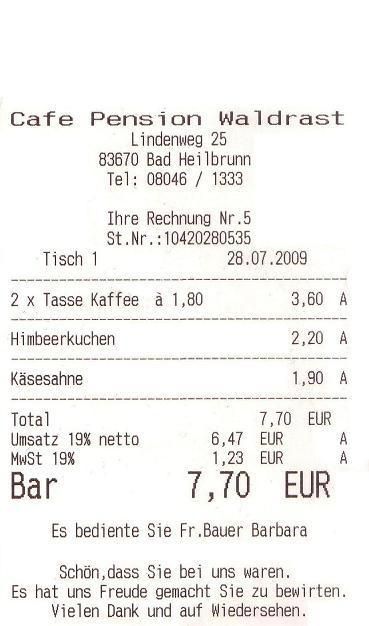 Cafe Pension Waldrast
Lindenweg 25
83670 Bad Heilbrunn
Tel: 08046 / 1333
Ihre Rechnung Nr.5
St.Nr.:10420280535
Tisch 1 28.07.2009
2 x Tasse Kaffee à 1,80 3,60 A
Himbeerkuchen 2,20 A
Käsesahne 1,90 A
Total 7,70 EUR
Umsatz 19% netto 6,47 EUR A
MwSt 19% 1,23 EUR A
Bar 7,70 EUR
Es bediente Sie Fr.Bauer Barbara
Schön,dass Sie bei uns waren.
Es hat uns Freude gemacht Sie zu bewirten.
Vielen Dank und auf Wiedersehen.